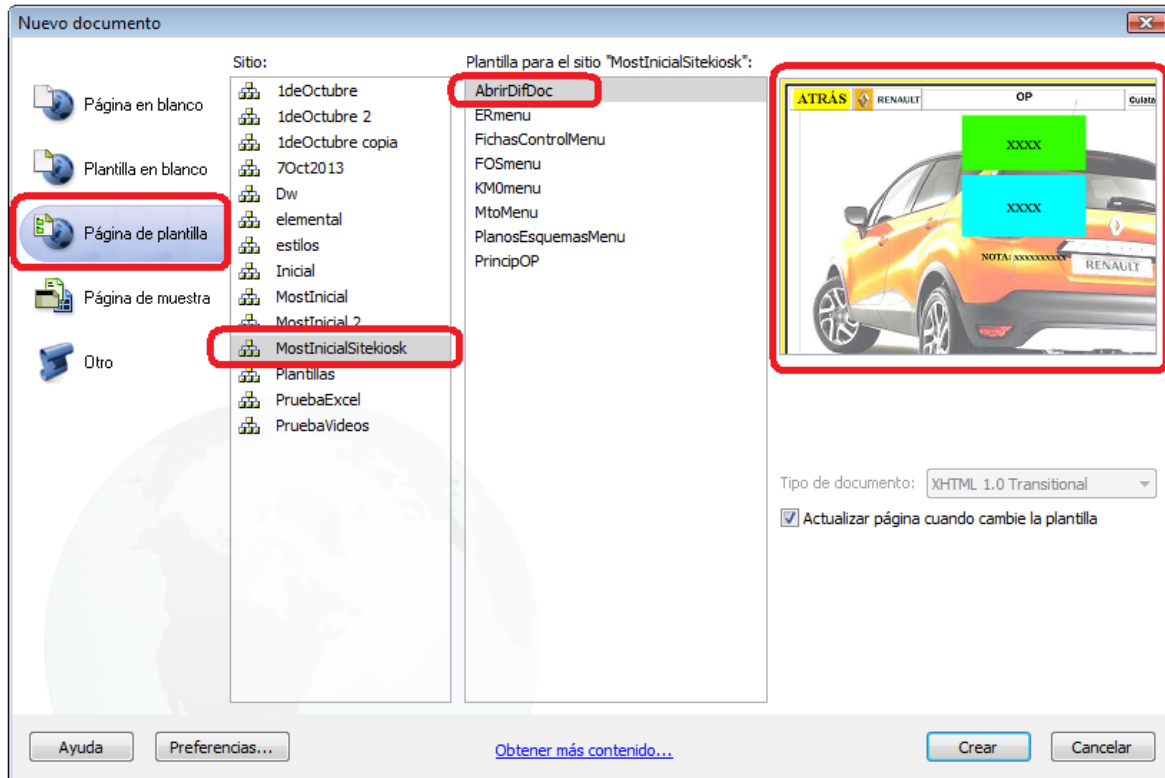 Nuevo documento
Sitio:
Plantilla para el sitio "MostInicialSitekiosk":
Página en blanco
Plantilla en blanco
Página de plantilla
Página de muestra
Otro
1deOctubre
1deOctubre 2
1deOctubre copia
7Oct2013
Dw
elemental
estilos
Inicial
MostInicial
MostInicial 2
MostInicialSitekiosk
Plantillas
PruebaExcel
PruebaVideos
AbrirDifDoc
ERmenu
FichasControlMenu
FOSmenu
KM0menu
MtoMenu
PlanosEsquemasMenu
PrincipOP
ATRÁS RENAULT OP Culata
XXXX
XXXX
NOTA: xxxxxxxxxx
RENAULT
Tipo de documento: XHTML 1.0 Transitional
Actualizar página cuando cambie la plantilla
Ayuda Preferencias... Obtener más contenido... Crear Cancelar